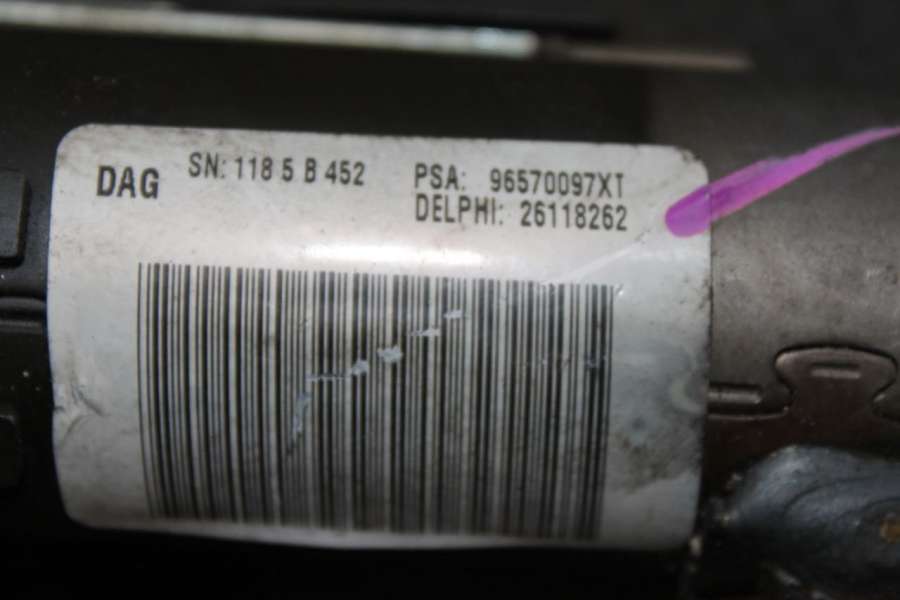 DAG SN: 118 5 B 452 PSA: 96570097XT
DELPHI: 26118262